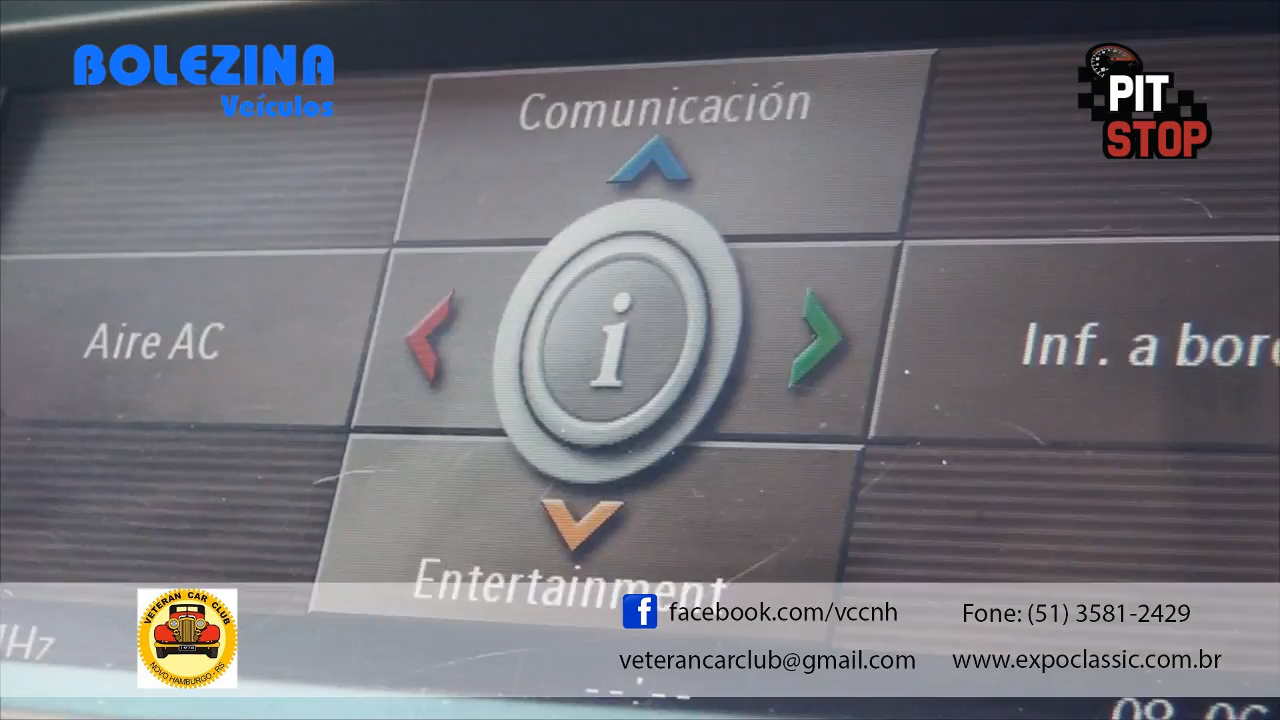 BOLEZINA
Veículos
PIT
STOP
Comunicación
Aire AC
i
Inf. a bor
Entertainment
VETERAN CAR CLUB
NOVO HAMBURGO - RS
facebook.com/vccnh
Fone: (51) 3581-2429
veterancarclub@gmail.com
www.expoclassic.com.br